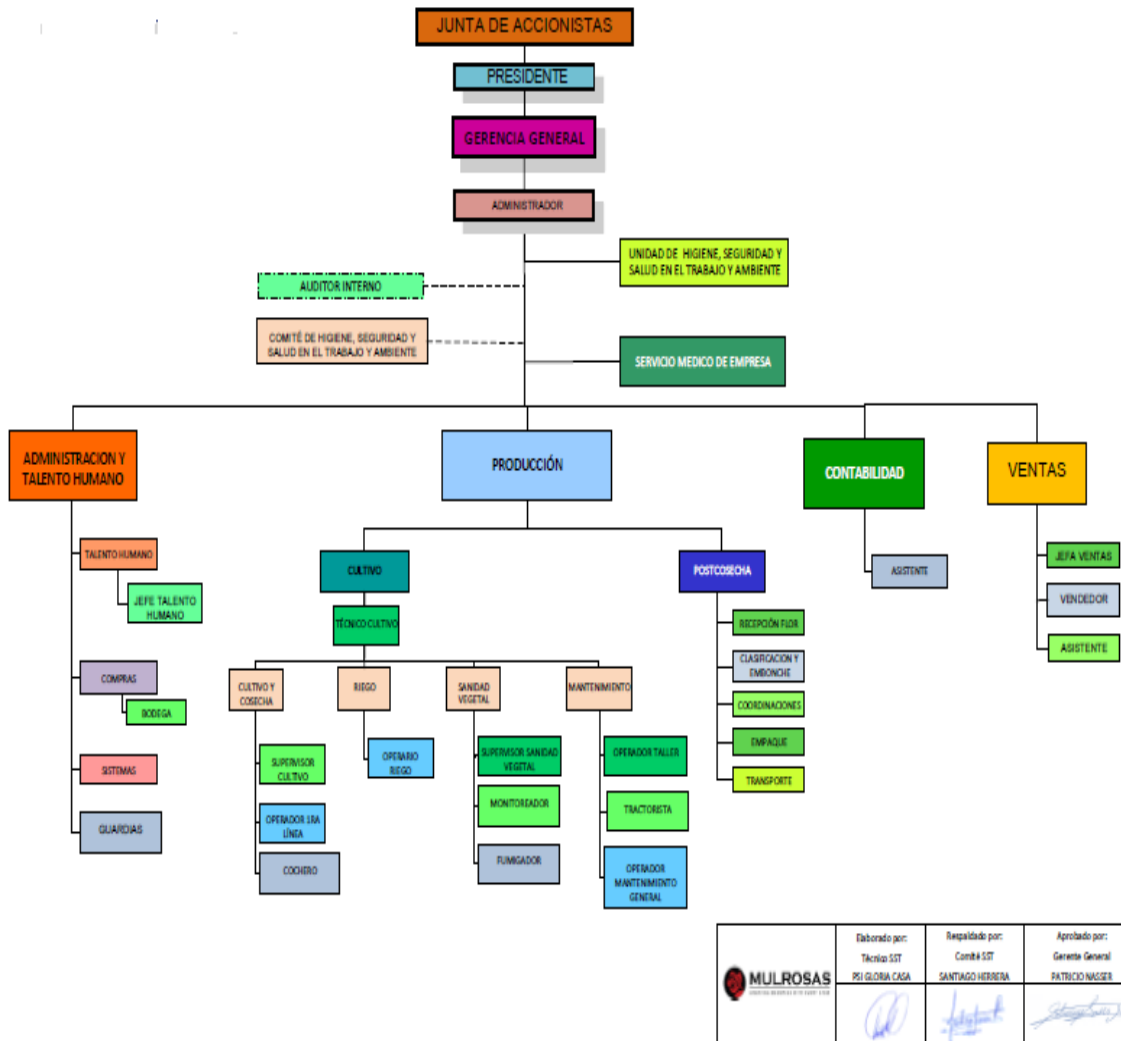 JUNTA DE ACCIONISTAS
PRESIDENTE
GERENCIA GENERAL
ADMINISTRADOR
UNIDAD DE HIGIENE, SEGURIDAD Y
SALUD EN EL TRABAJO Y AMBIENTE
AUDITOR INTERNO
COMITÉ DE HIGIENE, SEGURIDAD Y
SALUD EN EL TRABAJO Y AMBIENTE
SERVICIO MEDICO DE EMPRESA
ADMINISTRACION Y
TALENTO HUMANO
PRODUCCIÓN
CONTABILIDAD
VENTAS
TALENTO HUMANO
JEFE TALENTO
HUMANO
COMPRAS
BODEGA
SISTEMAS
GUARDIAS
CULTIVO
TÉCNICO CULTIVO
CULTIVO Y
COSECHA
SUPERVISOR
CULTIVO
OPERADOR 1RA
LÍNEA
COCHERO
RIEGO
OPERARIO
RIEGO
SANIDAD
VEGETAL
SUPERVISOR SANIDAD
VEGETAL
MONITOREADOR
FUMIGADOR
MANTENIMIENTO
OPERADOR TALLER
TRACTORISTA
OPERADOR
MANTENIMIENTO
GENERAL
POSTCOSECHA
RECEPCIÓN FLOR
CLASIFICACION Y
EMBONCHE
COORDINACIONES
EMPAQUE
TRANSPORTE
ASISTENTE
JEFA VENTAS
VENDEDOR
ASISTENTE
MULROSAS
Elaborado por:
Técnico SST
PSI GLORIA CASA
Respaldado por:
Comité SST
SANTIAGO HERRERA
Aprobado por:
Gerente General
PATRICIO NASSER